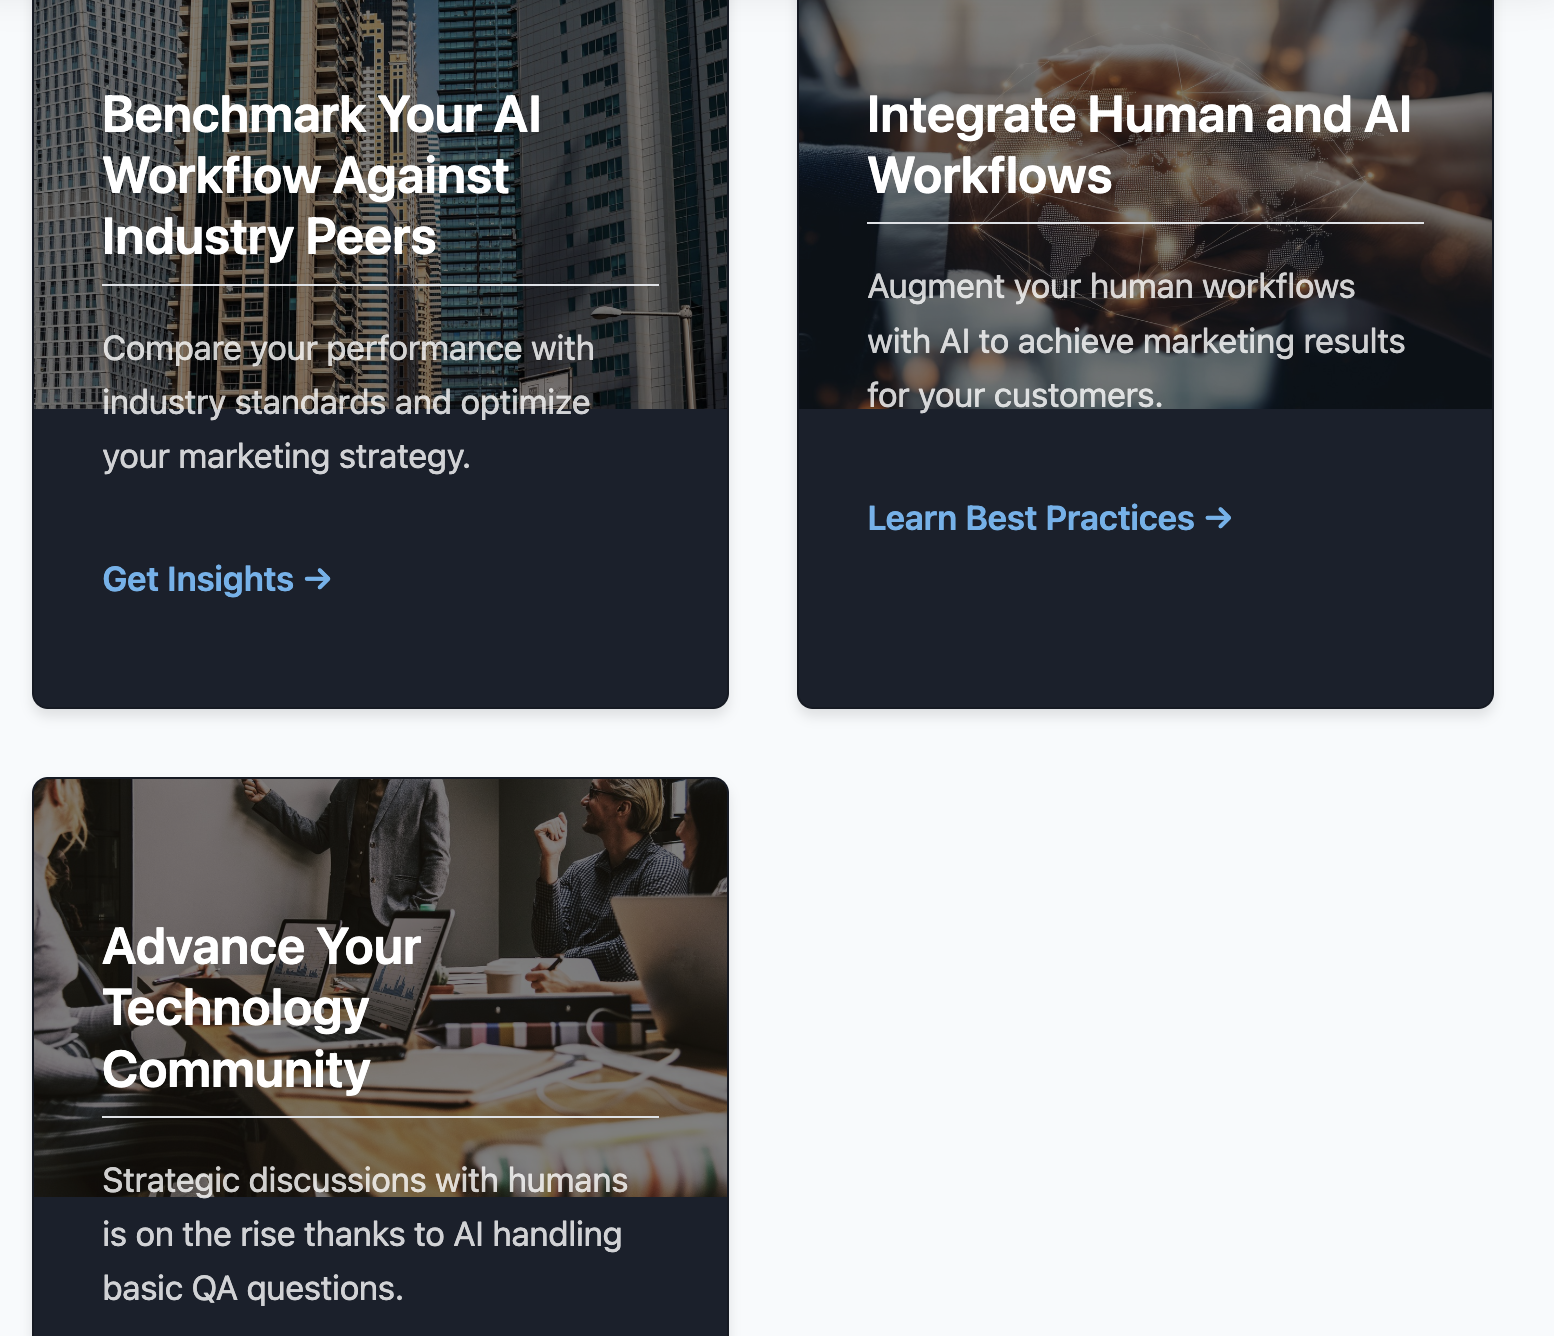 Benchmark Your AI
Workflow Against
Industry Peers
Compare your performance with
industry standards and optimize
your marketing strategy.
Get Insights →
Integrate Human and AI
Workflows
Augment your human workflows
with AI to achieve marketing results
for your customers.
Learn Best Practices →
Advance Your
Technology
Community
Strategic discussions with humans
is on the rise thanks to AI handling
basic QA questions.